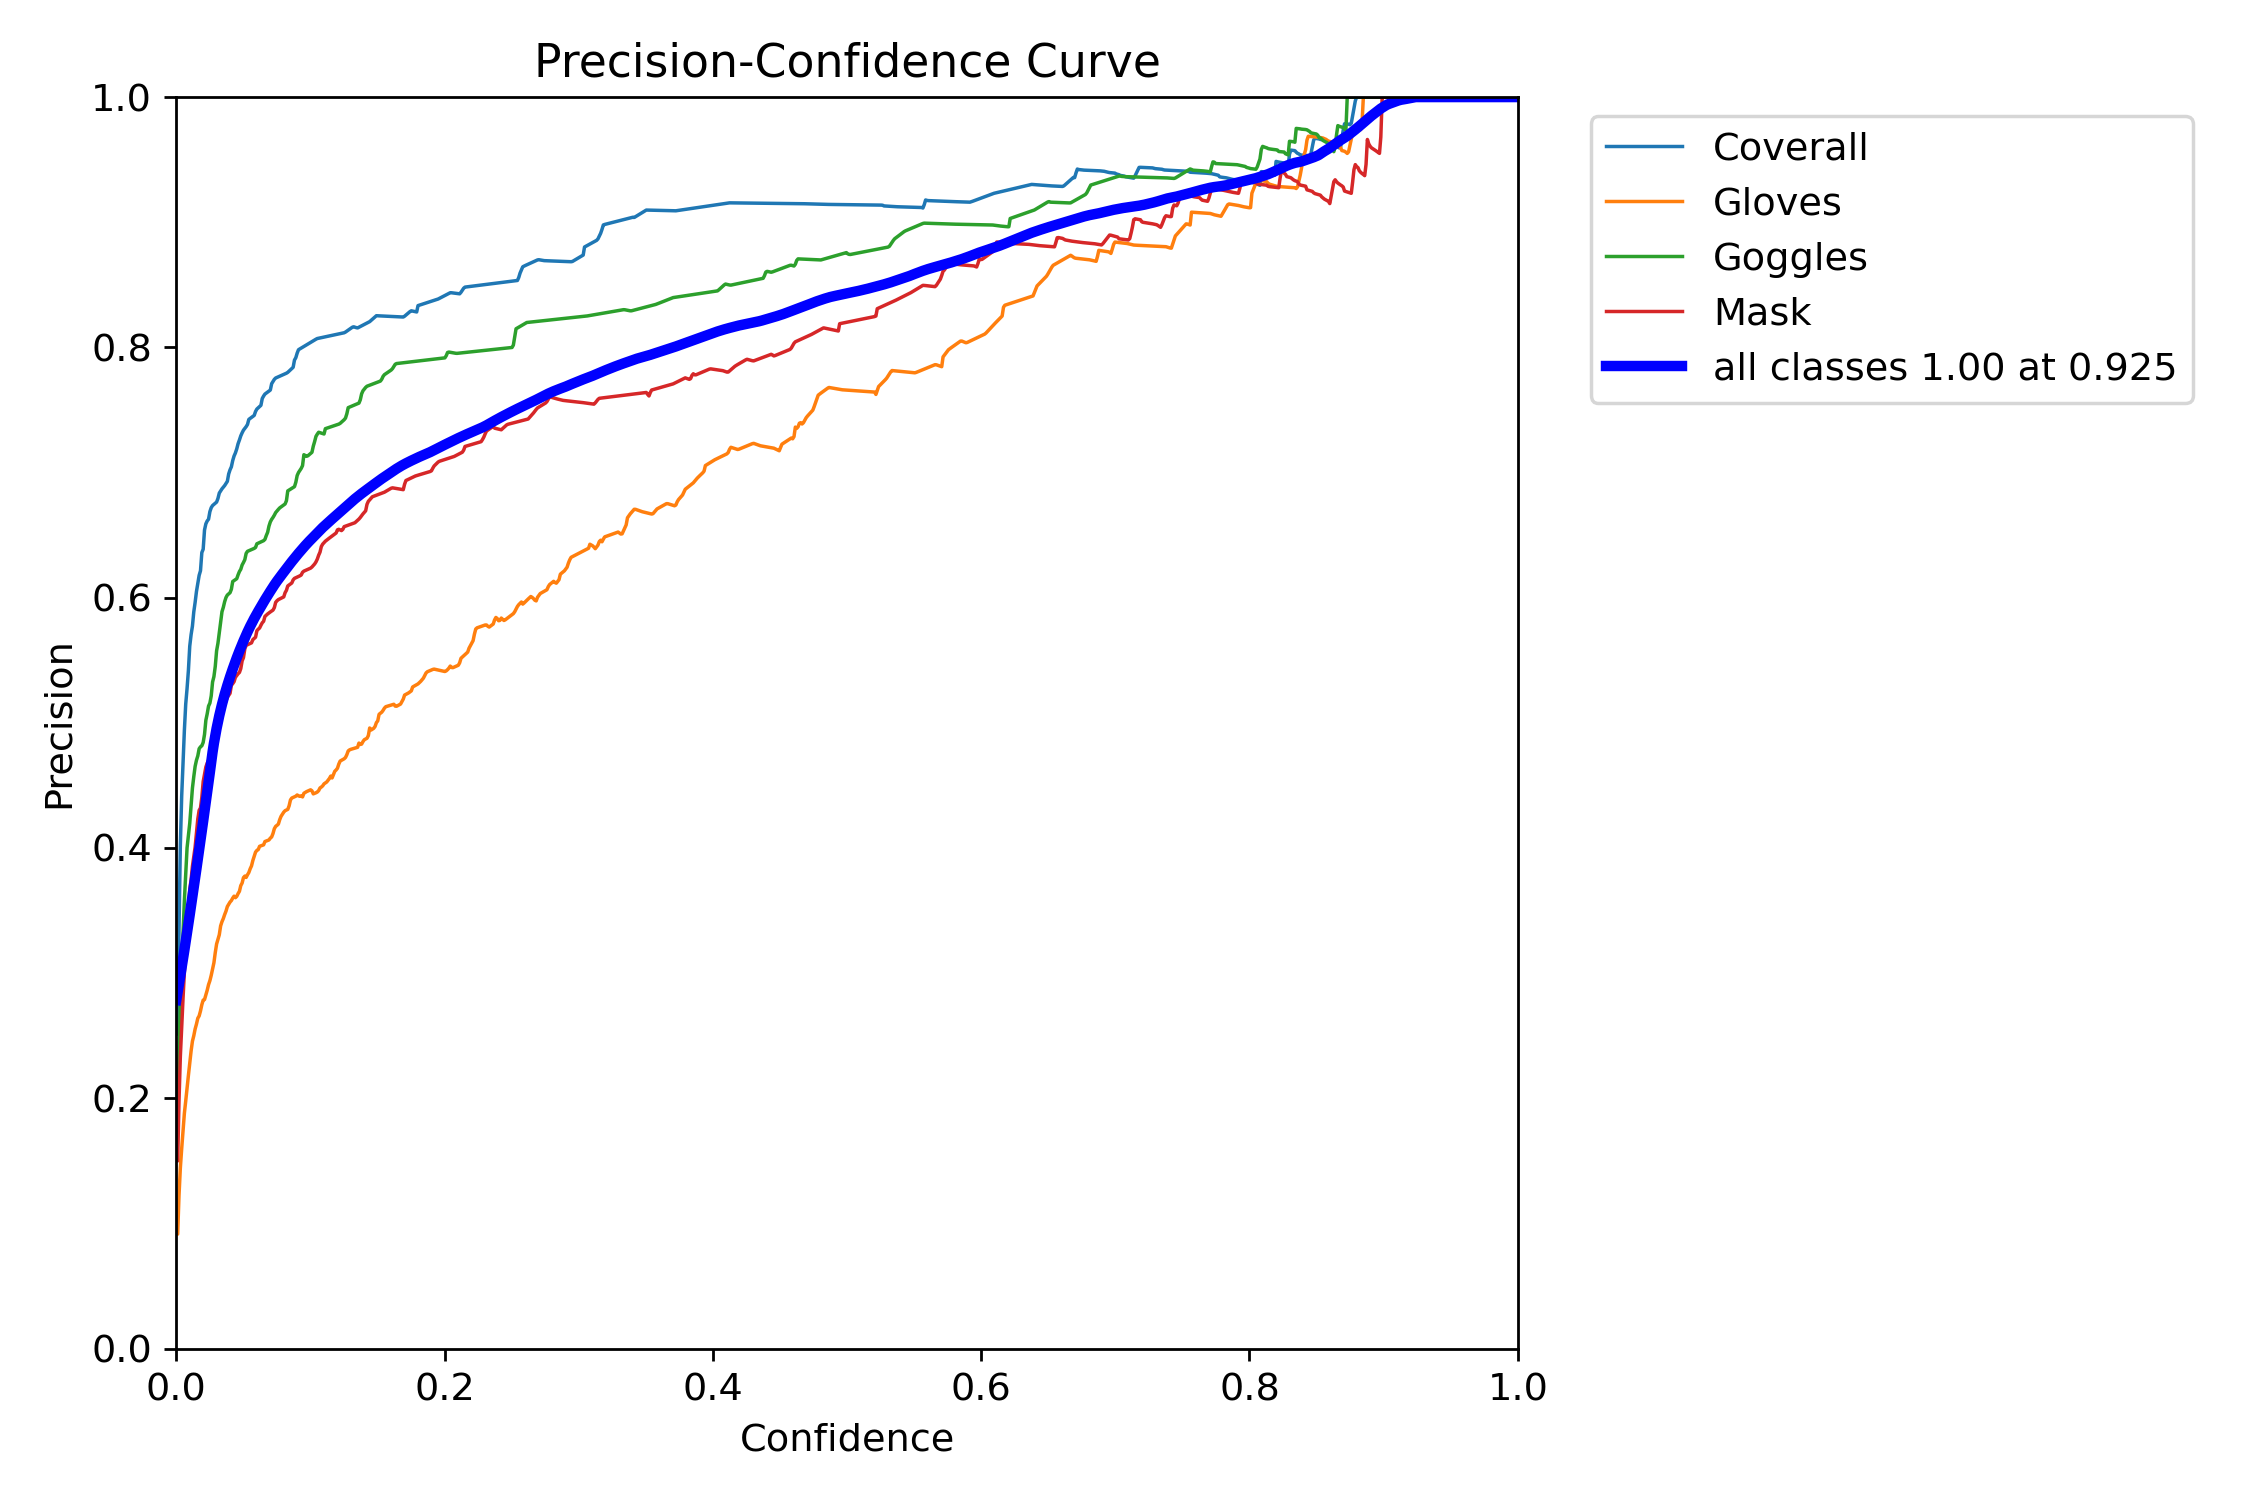 Precision-Confidence Curve
1.0
0.8
0.6
0.4
0.2
0.0
Precision
0.0 0.2 0.4 0.6 0.8 1.0
Confidence
Coverall
Gloves
Goggles
Mask
all classes 1.00 at 0.925